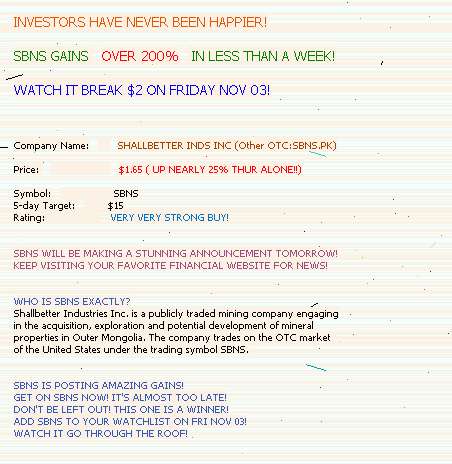 INVESTORS HAVE NEVER BEEN HAPPIER!
SBNS GAINS OVER 200% IN LESS THAN A WEEK!
WATCH IT BREAK $2 ON FRIDAY NOV 03!
Company Name: SHALLBETTER INDS INC (Other OTC:SBNS.PK)
Price: $1.65 ( UP NEARLY 25% THUR ALONE!!)
Symbol: SBNS
5-day Target: $15
Rating: VERY VERY STRONG BUY!
SBNS WILL BE MAKING A STUNNING ANNOUNCEMENT TOMORROW!
KEEP VISITING YOUR FAVORITE FINANCIAL WEBSITE FOR NEWS!
WHO IS SBNS EXACTLY?
Shallbetter Industries Inc. is a publicly traded mining company engaging
in the acquisition, exploration and potential development of mineral
properties in Outer Mongolia. The company trades on the OTC market
of the United States under the trading symbol SBNS.
SBNS IS POSTING AMAZING GAINS!
GET ON SBNS NOW! IT'S ALMOST TOO LATE!
DON'T BE LEFT OUT! THIS ONE IS A WINNER!
ADD SBNS TO YOUR WATCHLIST ON FRI NOV 03!
WATCH IT GO THROUGH THE ROOF!